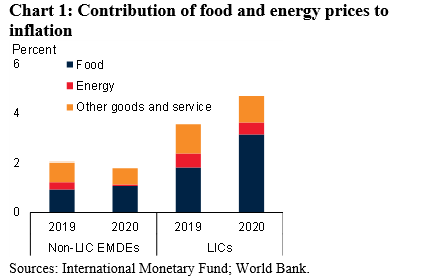 Chart 1: Contribution of food and energy prices to
inflation
Percent
6
Food
Energy
Other goods and service
4
2
0
2019 2020 2019 2020
Non-LIC EMDEs LICs
Sources: International Monetary Fund; World Bank.